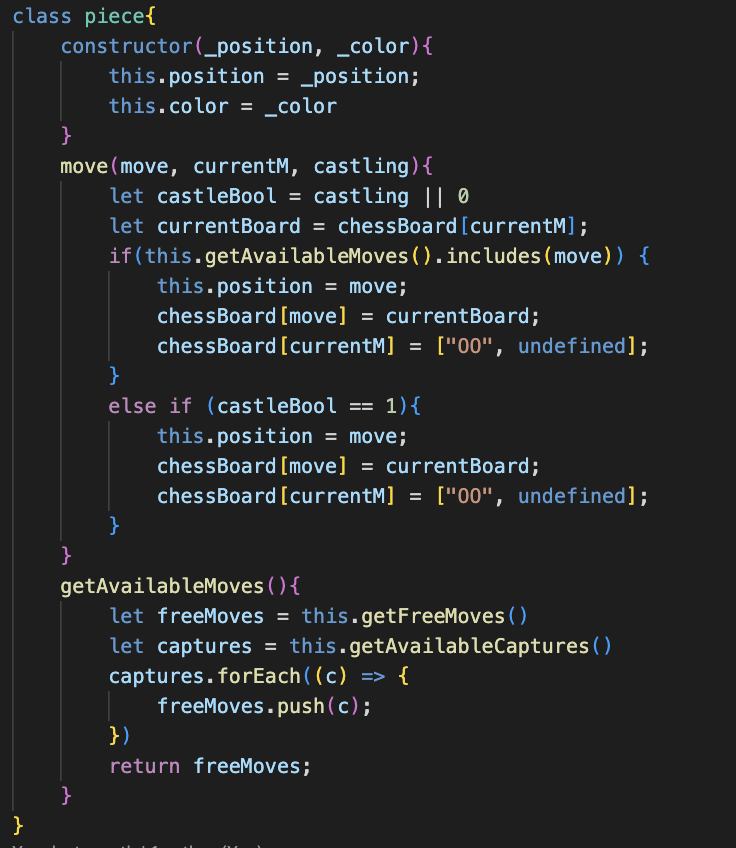 class piece{
    constructor(_position, _color){
        this.position = _position;
        this.color = _color
    }
    move(move, currentM, castling){
        let castleBool = castling || 0
        let currentBoard = chessBoard[currentM];
        if(this.getAvailableMoves().includes(move)) {
            this.position = move;
            chessBoard[move] = currentBoard;
            chessBoard[currentM] = ["OO", undefined];
        }
        else if (castleBool == 1){
            this.position = move;
            chessBoard[move] = currentBoard;
            chessBoard[currentM] = ["OO", undefined];
        }
    }
    getAvailableMoves(){
        let freeMoves = this.getFreeMoves()
        let captures = this.getAvailableCaptures()
        captures.forEach((c) => {
            freeMoves.push(c);
        })
        return freeMoves;
    }
}